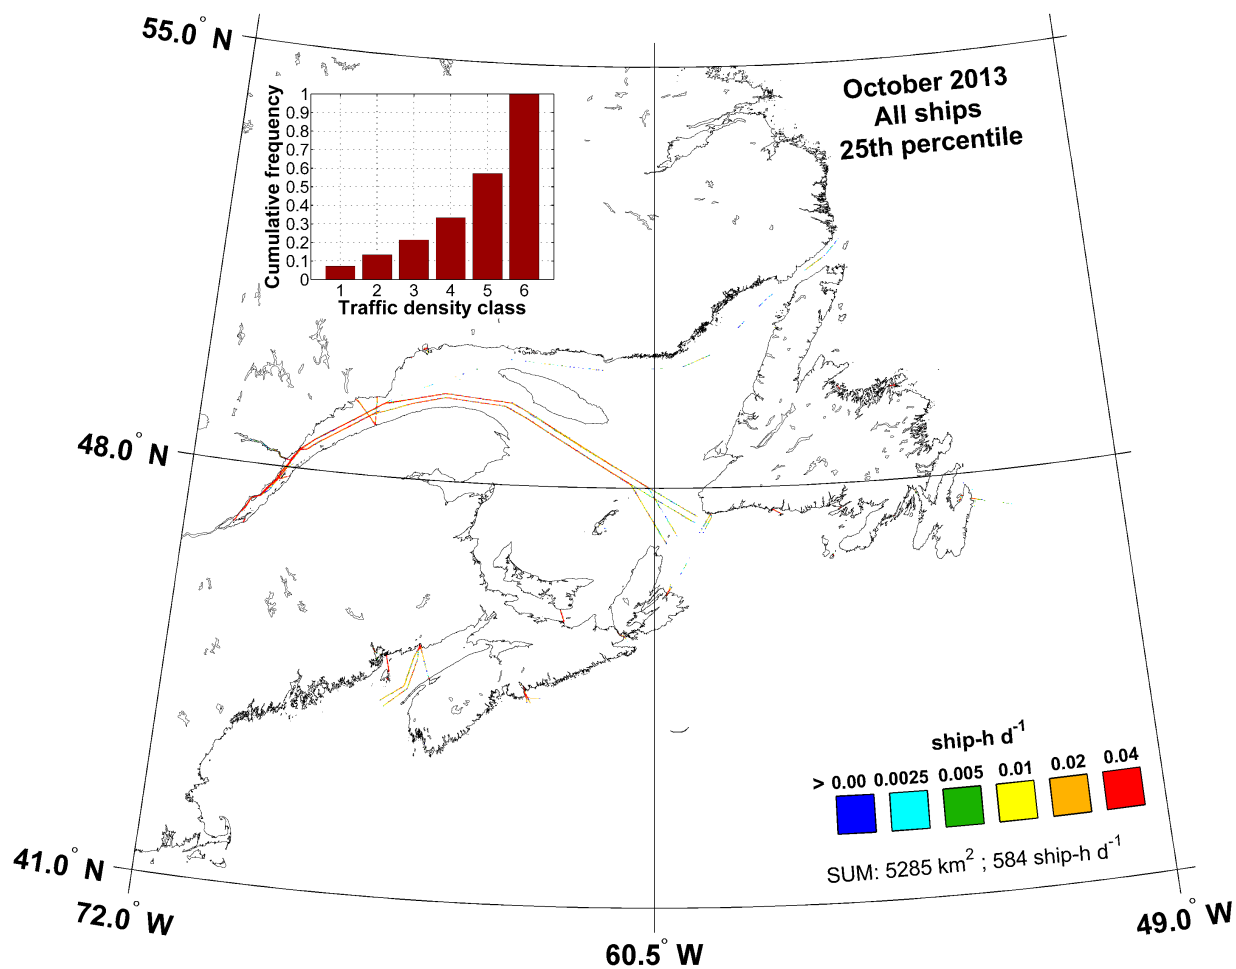 55.0° N
October 2013
All ships
25th percentile
Cumulative frequency
1
0.9
0.8
0.7
0.6
0.5
0.4
0.3
0.2
0.1
0
1 2 3 4 5 6
Traffic density class
48.0° N
ship-h d⁻¹
> 0.00 0.0025 0.005 0.01 0.02 0.04
SUM: 5285 km² ; 584 ship-h d⁻¹
41.0° N
72.0° W
60.5° W
49.0° W